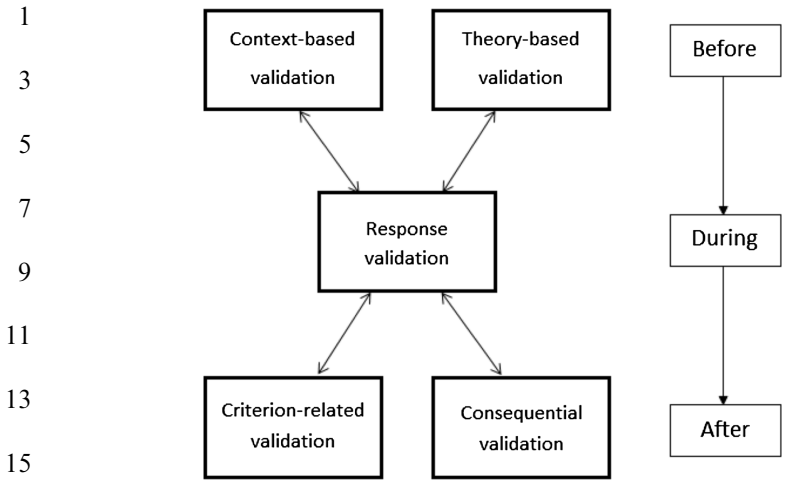 1
Context-based
validation
Theory-based
validation
Before
3
5
7
Response
validation
During
9
11
13
Criterion-related
validation
Consequential
validation
After
15